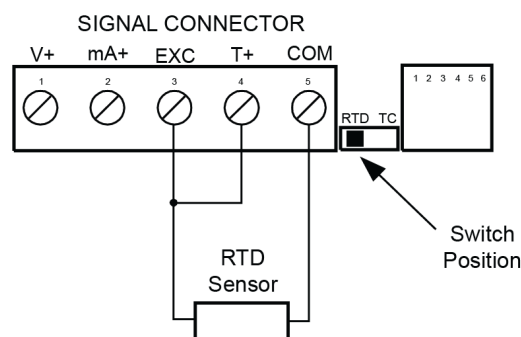 SIGNAL CONNECTOR
V+ mA+ EXC T+ COM
1 2 3 4 5
1 2 3 4 5 6
RTD TC
Switch
Position
RTD
Sensor